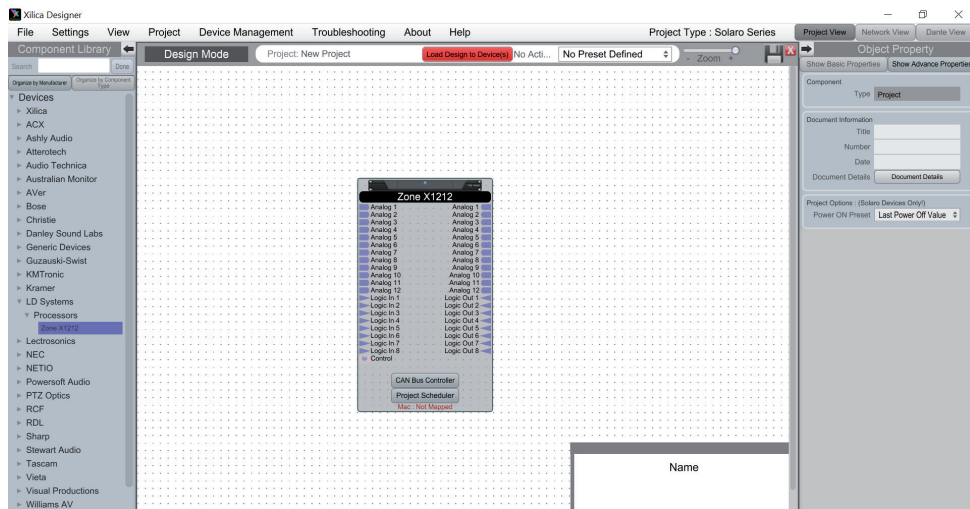 Xilica Designer
File Settings View Project Device Management Troubleshooting About Help Project Type : Solaro Series Project View Network View Dante View
Component Library Design Mode Project: New Project Load Design to Device(s) No Acti... No Preset Defined - Zoom + Object Property
Search Done
Show Basic Properties Show Advance Properties
Organize by Manufacturer Organize by Component Type
Devices
Xilica
ACX
Ashly Audio
Atterotech
Audio Technica
Australian Monitor
AVer
Bose
Christie
Danley Sound Labs
Generic Devices
Guzauski-Swist
KMTronic
Kramer
LD Systems
Processors
Zone X1212
Lectrosonics
NEC
NETIO
Powersoft Audio
PTZ Optics
RCF
RDL
Sharp
Stewart Audio
Tascam
Vieta
Visual Productions
Williams AV
Zone X1212
Analog 1 Analog 1
Analog 2 Analog 2
Analog 3 Analog 3
Analog 4 Analog 4
Analog 5 Analog 5
Analog 6 Analog 6
Analog 7 Analog 7
Analog 8 Analog 8
Analog 9 Analog 9
Analog 10 Analog 10
Analog 11 Analog 11
Analog 12 Analog 12
Logic In 1 Logic Out 1
Logic In 2 Logic Out 2
Logic In 3 Logic Out 3
Logic In 4 Logic Out 4
Logic In 5 Logic Out 5
Logic In 6 Logic Out 6
Logic In 7 Logic Out 7
Logic In 8 Logic Out 8
Control
CAN Bus Controller
Project Scheduler
Mac : Not Mapped
Name
Component
Type Project
Document Information
Title
Number
Date
Document Details Document Details
Project Options : (Solaro Devices Only!)
Power ON Preset Last Power Off Value